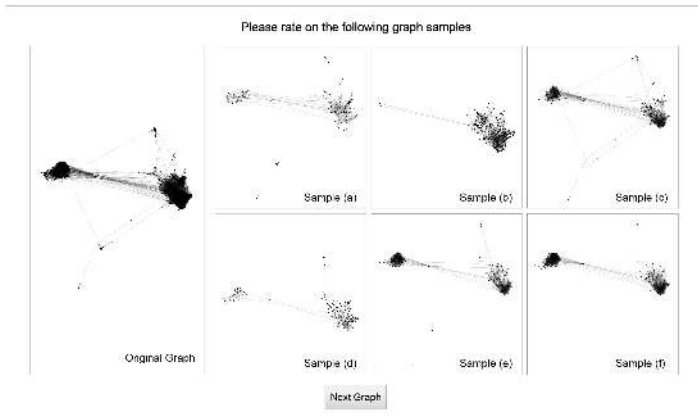 Please rate on the following graph samples
Sample (a)
Sample (b)
Sample (c)
Original Graph
Sample (d)
Sample (e)
Sample (f)
Next Graph